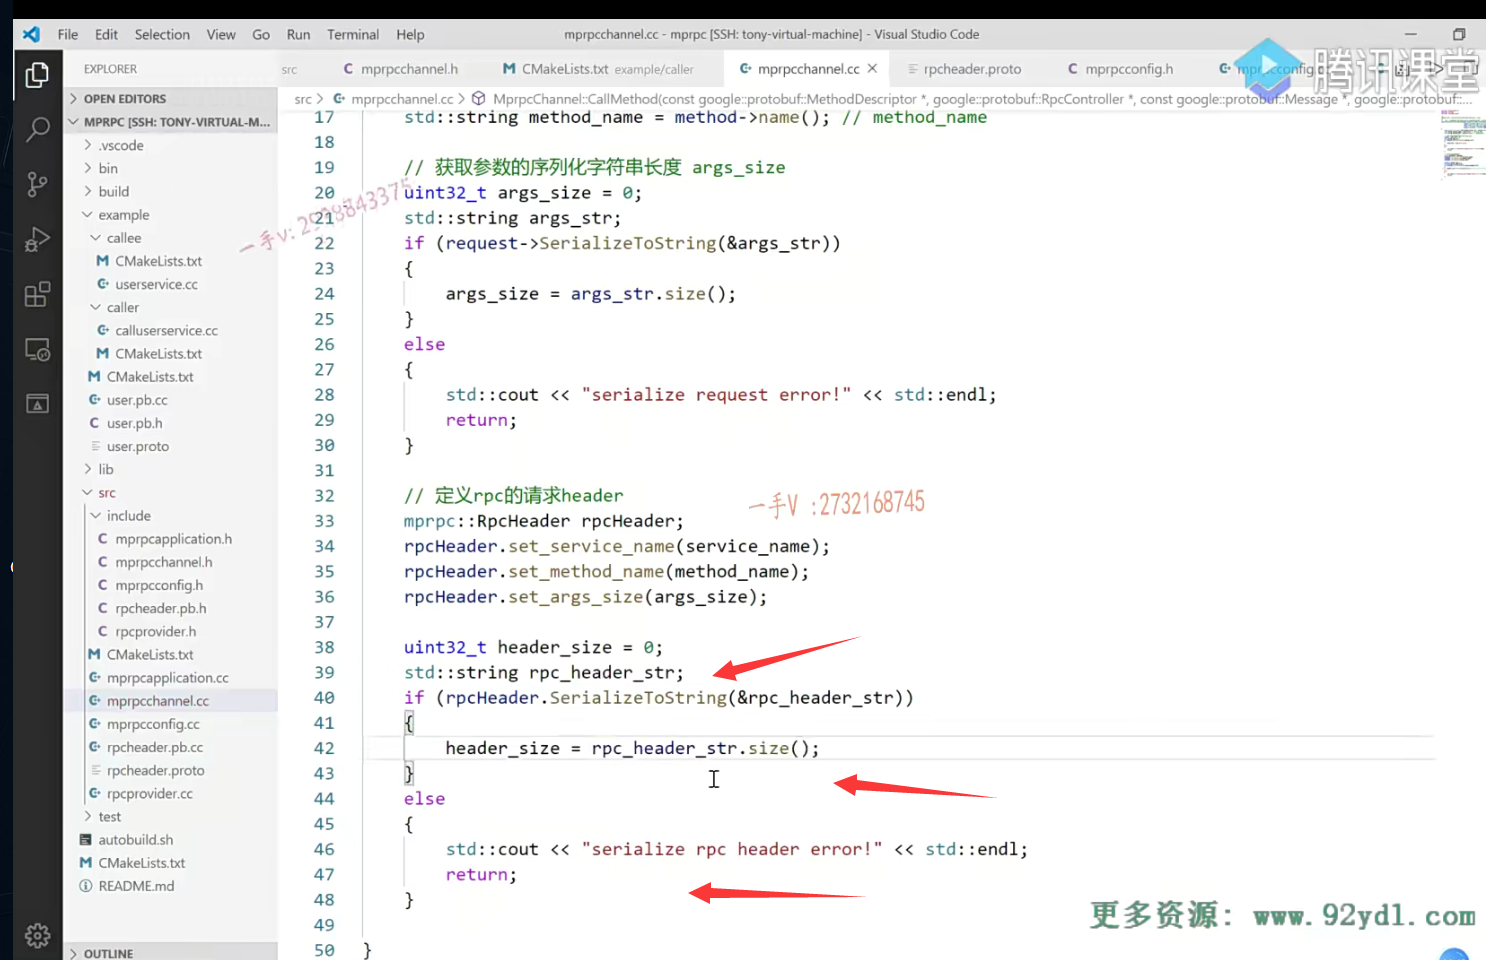 File Edit Selection View Go Run Terminal Help
mprpcchannel.cc - mprpc [SSH: tony-virtual-machine] - Visual Studio Code
腾讯课堂
EXPLORER
src
mprpcchannel.h
CMakeLists.txt example/caller
mprpcchannel.cc
rpcheader.proto
mprpcconfig.h
OPEN EDITORS
MPRPC [SSH: TONY-VIRTUAL-M...
.vscode
bin
build
example
callee
CMakeLists.txt
userservice.cc
caller
calluserservice.cc
CMakeLists.txt
CMakeLists.txt
user.pb.cc
user.pb.h
user.proto
lib
src
include
mprpcapplication.h
mprpcchannel.h
mprpcconfig.h
rpcheader.pb.h
rpcprovider.h
CMakeLists.txt
mprpcapplication.cc
mprpcchannel.cc
mprpcconfig.cc
rpcheader.pb.cc
rpcheader.proto
rpcprovider.cc
test
autobuild.sh
CMakeLists.txt
README.md
OUTLINE
src > mprpcchannel.cc > MprpcChannel::CallMethod(const google::protobuf::MethodDescriptor *, google::protobuf::RpcController *, const google::protobuf::Message *, google::protobuf::...
17 std::string method_name = method->name(); // method_name
18
19 // 获取参数的序列化字符串长度 args_size
20 uint32_t args_size = 0;
21 std::string args_str;
22 if (request->SerializeToString(&args_str))
23 {
24 args_size = args_str.size();
25 }
26 else
27 {
28 std::cout << "serialize request error!" << std::endl;
29 return;
30 }
31
32 // 定义rpc的请求header
33 mprpc::RpcHeader rpcHeader;
34 rpcHeader.set_service_name(service_name);
35 rpcHeader.set_method_name(method_name);
36 rpcHeader.set_args_size(args_size);
37
38 uint32_t header_size = 0;
39 std::string rpc_header_str;
40 if (rpcHeader.SerializeToString(&rpc_header_str))
41 {
42 header_size = rpc_header_str.size();
43 }
44 else
45 {
46 std::cout << "serialize rpc header error!" << std::endl;
47 return;
48 }
49
50 }
一手V :2732168745
更多资源: www.92ydl.com